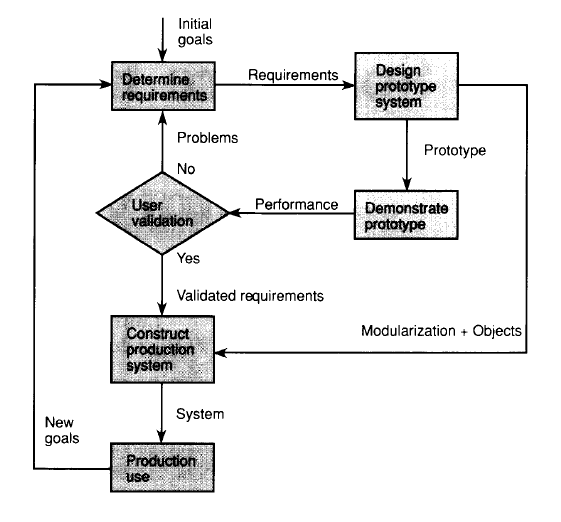 Initial
goals
Determine
requirements
Requirements
Design
prototype
system
Problems
Prototype
No
User
validation
Performance
Demonstrate
prototype
Yes
Validated requirements
Construct
production
system
Modularization + Objects
System
New
goals
Production
use